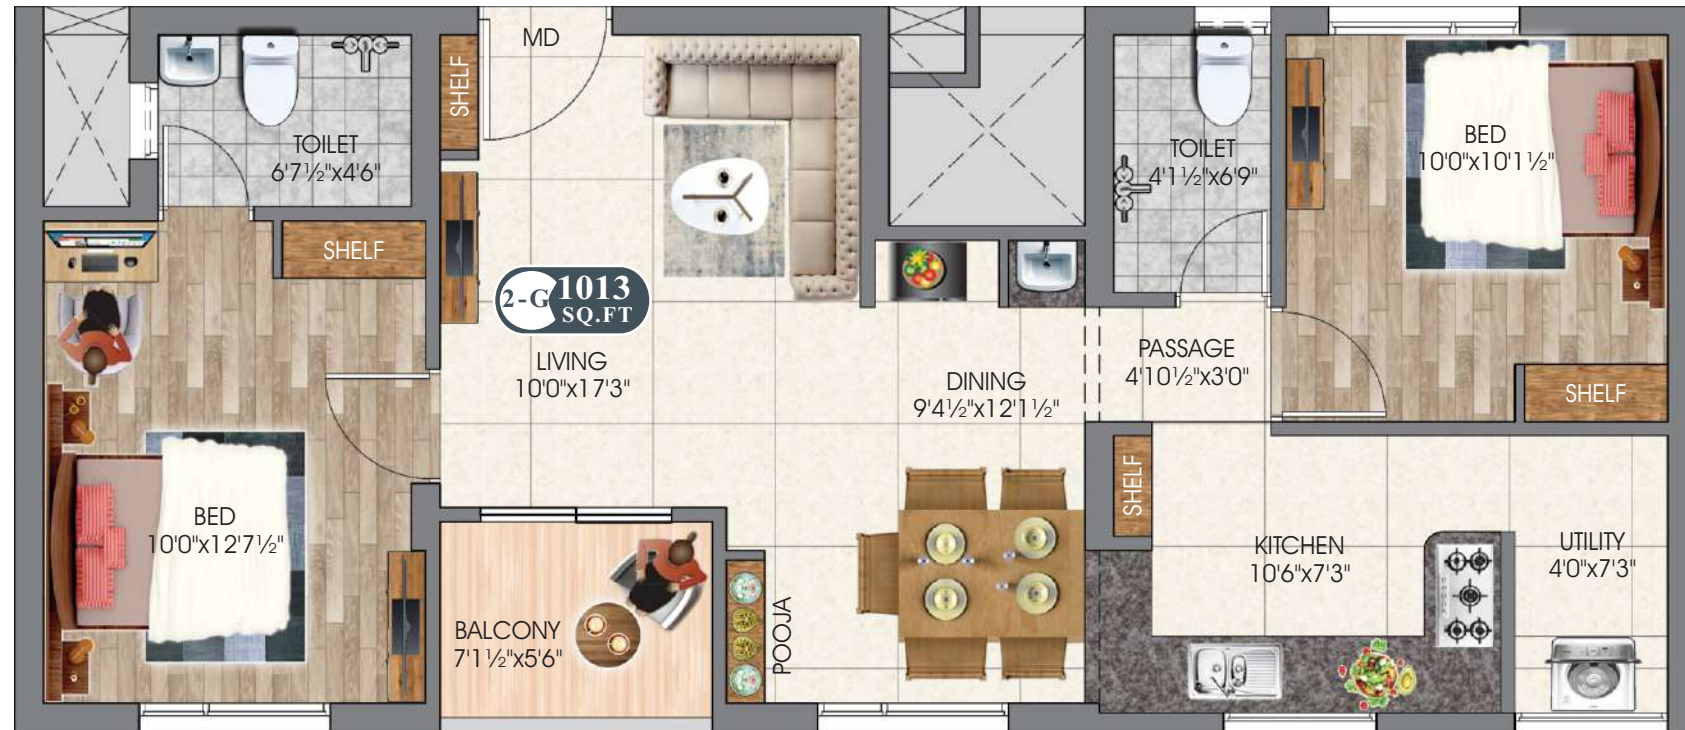 MD
SHELF
TOILET
6'7½"x4'6"
SHELF
2-G
1013
SQ.FT
LIVING
10'0"x17'3"
DINING
9'4½"x12'1½"
TOILET
4'1½"x6'9"
BED
10'0"x10'1½"
PASSAGE
4'10½"x3'0"
SHELF
SHELF
BED
10'0"x12'7½"
BALCONY
7'1½"x5'6"
POOJA
KITCHEN
10'6"x7'3"
UTILITY
4'0"x7'3"